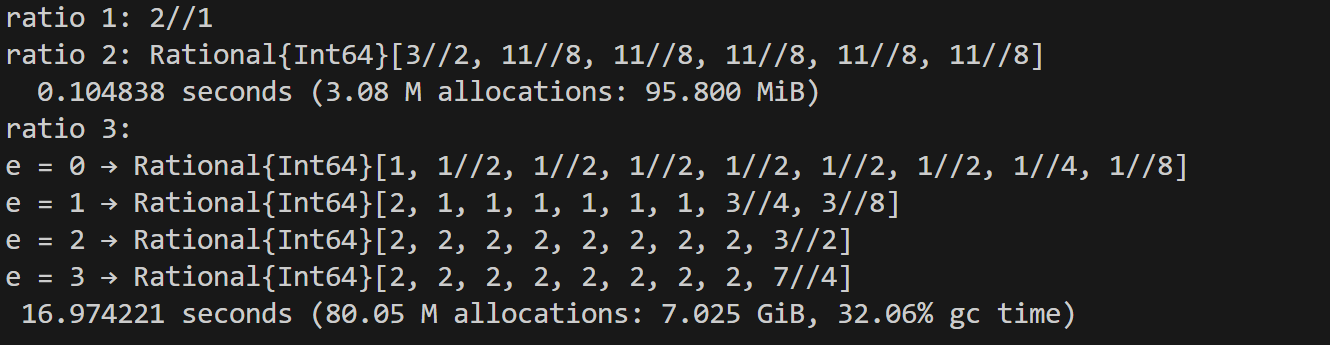 ratio 1: 2//1
ratio 2: Rational{Int64}[3//2, 11//8, 11//8, 11//8, 11//8, 11//8]
  0.104838 seconds (3.08 M allocations: 95.800 MiB)
ratio 3:
e = 0 → Rational{Int64}[1, 1//2, 1//2, 1//2, 1//2, 1//2, 1//2, 1//4, 1//8]
e = 1 → Rational{Int64}[2, 1, 1, 1, 1, 1, 1, 3//4, 3//8]
e = 2 → Rational{Int64}[2, 2, 2, 2, 2, 2, 2, 2, 3//2]
e = 3 → Rational{Int64}[2, 2, 2, 2, 2, 2, 2, 2, 7//4]
 16.974221 seconds (80.05 M allocations: 7.025 GiB, 32.06% gc time)